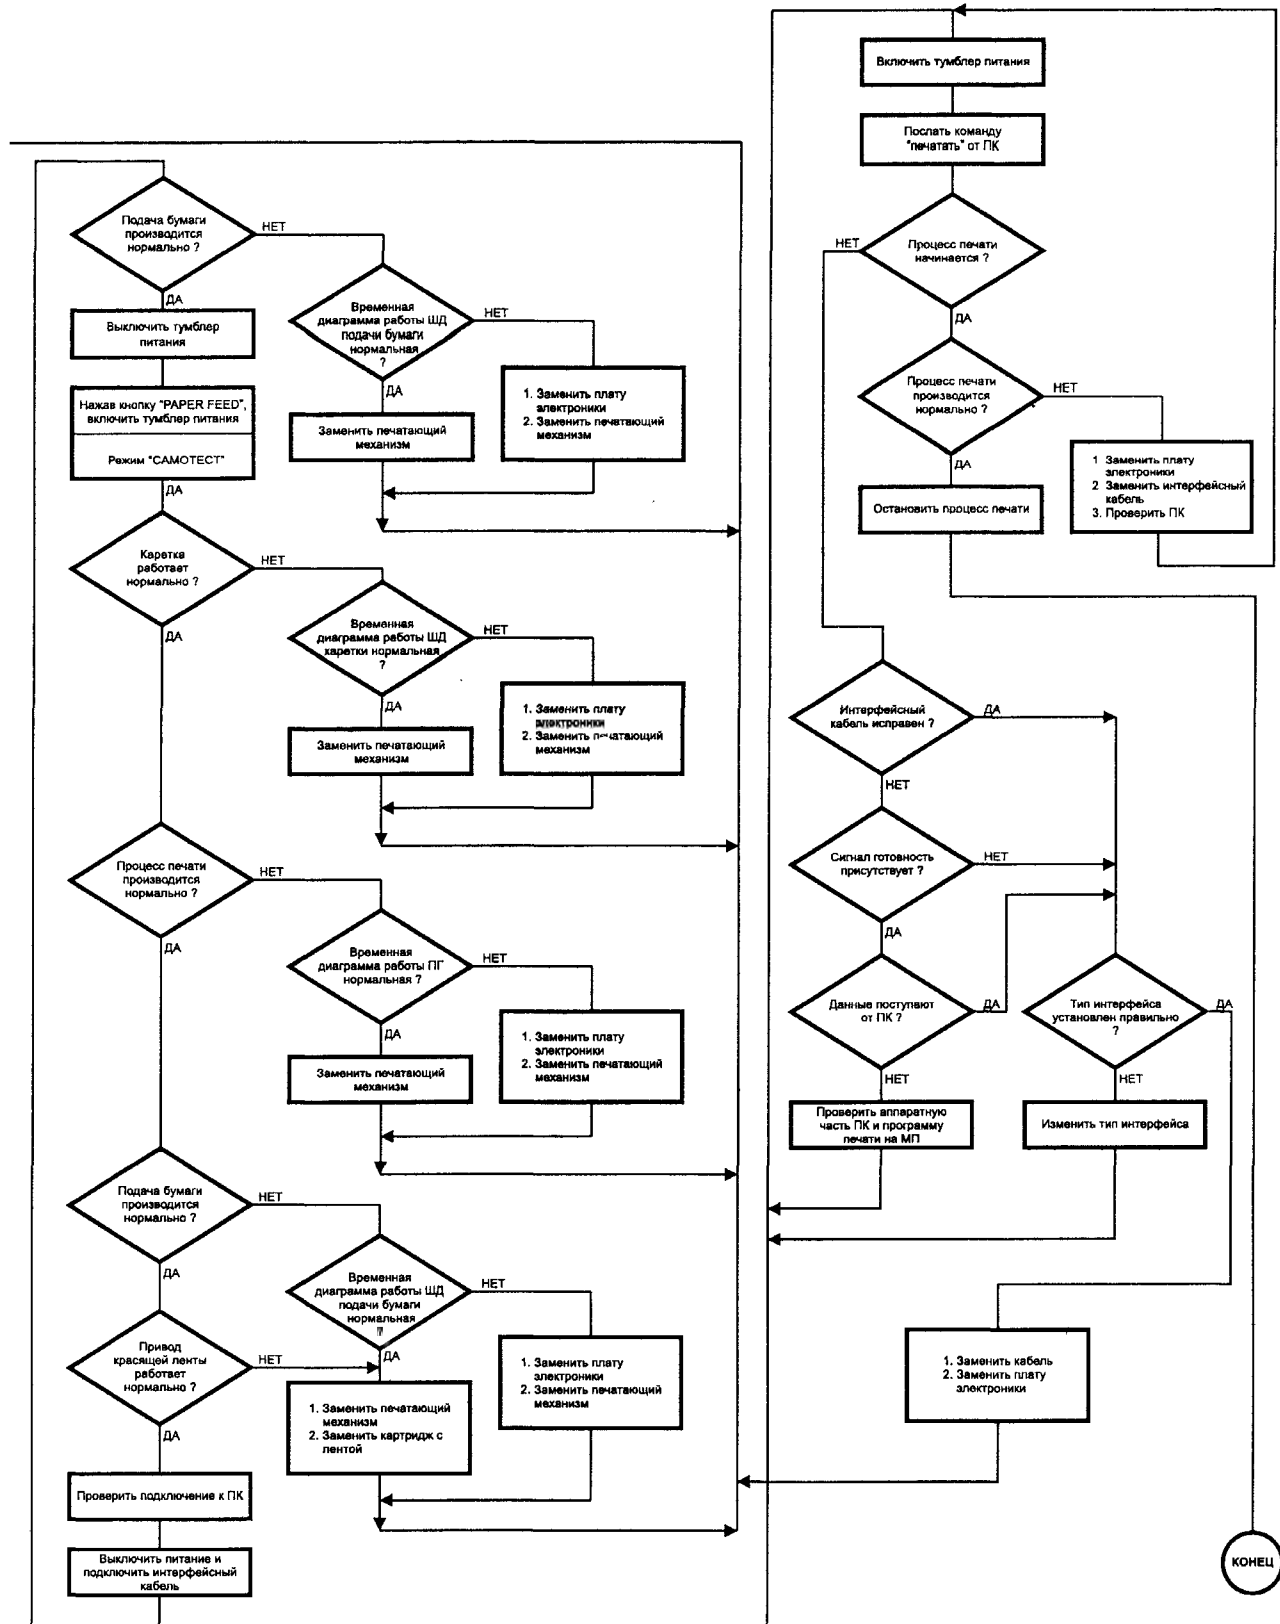 Подача бумаги
производится
нормально ?
НЕТ
ДА
Выключить тумблер
питания
Нажав кнопку "PAPER FEED",
включить тумблер питания
Режим "САМОТЕСТ"
ДА
Временная
диаграмма работы ШД
подачи бумаги
нормальная
?
НЕТ
ДА
Заменить печатающий
механизм
1. Заменить плату
электроники
2. Заменить печатающий
механизм
Каретка
работает
нормально ?
НЕТ
ДА
Временная
диаграмма работы ШД
каретки нормальная
?
НЕТ
ДА
Заменить печатающий
механизм
1. Заменить плату
электроники
2. Заменить печатающий
механизм
Процесс печати
производится
нормально ?
НЕТ
ДА
Временная
диаграмма работы ПГ
нормальная ?
НЕТ
ДА
Заменить печатающий
механизм
1. Заменить плату
электроники
2. Заменить печатающий
механизм
Подача бумаги
производится
нормально ?
НЕТ
ДА
Временная
диаграмма работы ШД
подачи бумаги
нормальная
НЕТ
ДА
Привод
красящей ленты
работает
нормально ?
НЕТ
ДА
1. Заменить печатающий
механизм
2. Заменить картридж с
лентой
1. Заменить плату
электроники
2. Заменить печатающий
механизм
Проверить подключение к ПК
Выключить питание и
подключить интерфейсный
кабель
Включить тумблер питания
Послать команду
"печатать" от ПК
Процесс печати
начинается ?
НЕТ
ДА
Процесс печати
производится
нормально ?
НЕТ
ДА
Остановить процесс печати
1 Заменить плату
электроники
2 Заменить интерфейсный
кабель
3. Проверить ПК
Интерфейсный
кабель исправен ?
ДА
НЕТ
Сигнал готовность
присутствует ?
НЕТ
ДА
Данные поступают
от ПК ?
ДА
НЕТ
Тип интерфейса
установлен правильно
?
ДА
НЕТ
Проверить аппаратную
часть ПК и программу
печати на МП
Изменить тип интерфейса
1. Заменить кабель
2. Заменить плату
электроники
КОНЕЦ